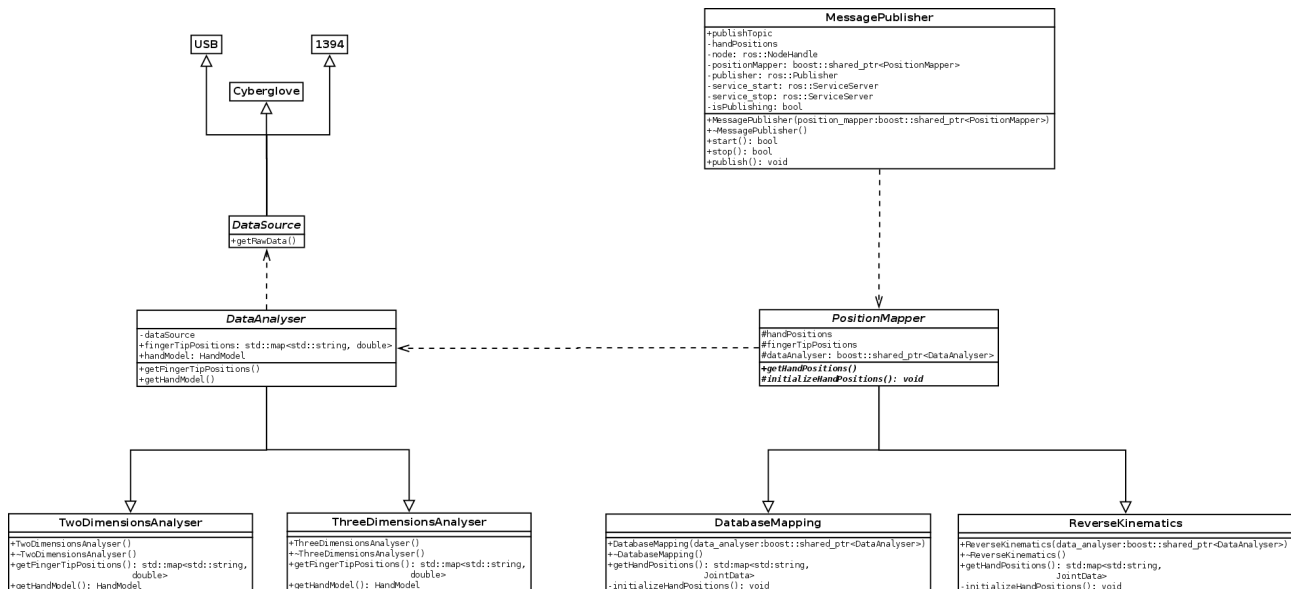 USB
1394
Cyberglove
DataSource
+getRawData()
DataAnalyser
-dataSource
+fingerTipPositions: std::map<std::string, double>
+handModel: HandModel
+getFingerTipPositions()
+getHandModel()
TwoDimensionsAnalyser
+TwoDimensionsAnalyser()
+~TwoDimensionsAnalyser()
+getFingerTipPositions(): std::map<std::string,
double>
+getHandModel(): HandModel
ThreeDimensionsAnalyser
+ThreeDimensionsAnalyser()
+~ThreeDimensionsAnalyser()
+getFingerTipPositions(): std::map<std::string,
double>
+getHandModel(): HandModel
MessagePublisher
+publishTopic
-handPositions
-node: ros::NodeHandle
-positionMapper: boost::shared_ptr<PositionMapper>
-publisher: ros::Publisher
-service_start: ros::ServiceServer
-service_stop: ros::ServiceServer
-isPublishing: bool
+MessagePublisher(position_mapper:boost::shared_ptr<PositionMapper>)
+~MessagePublisher()
+start(): bool
+stop(): bool
+publish(): void
PositionMapper
#handPositions
#fingerTipPositions
#dataAnalyser: boost::shared_ptr<DataAnalyser>
+getHandPositions()
#initializeHandPositions(): void
DatabaseMapping
+DatabaseMapping(data_analyser:boost::shared_ptr<DataAnalyser>)
+~DatabaseMapping()
+getHandPositions(): std:map<std:string,
JointData>
-initializeHandPositions(): void
ReverseKinematics
+ReverseKinematics(data_analyser:boost::shared_ptr<DataAnalyser>)
+~ReverseKinematics()
+getHandPositions(): std:map<std:string,
JointData>
-initializeHandPositions(): void